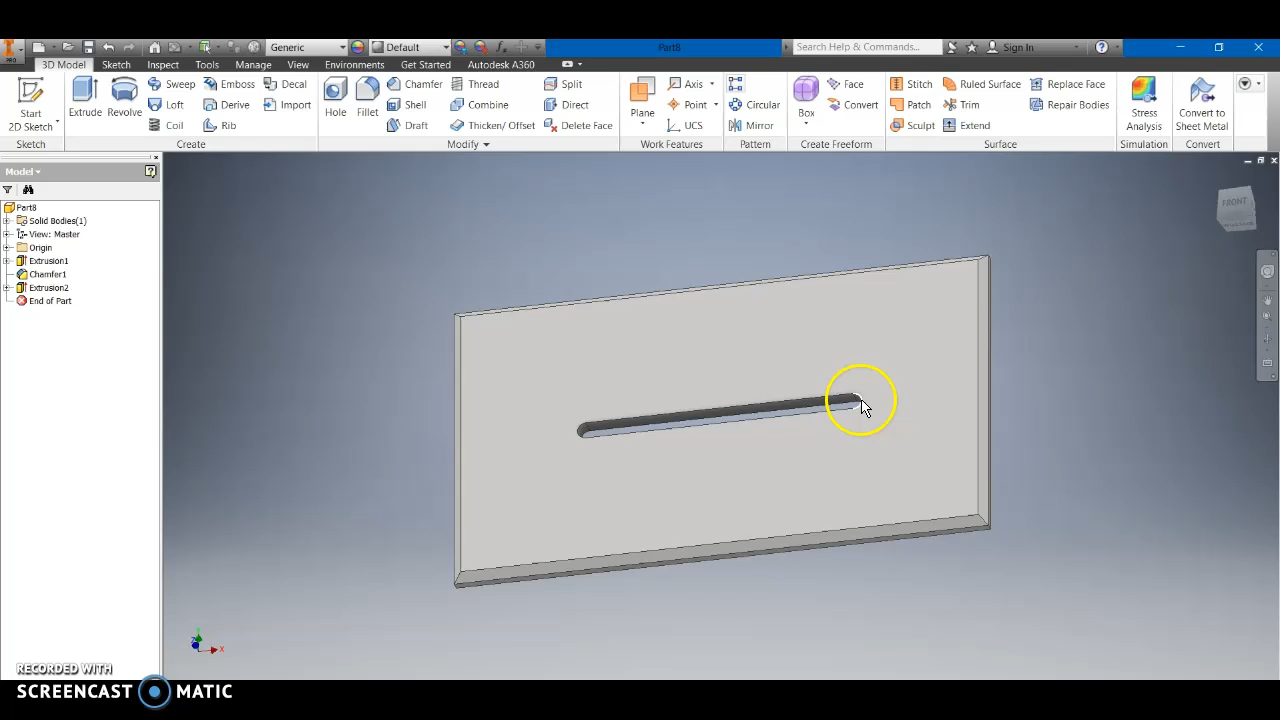 PRO
Generic
Default
Part8
Search Help & Commands...
Sign In
3D Model
Sketch
Inspect
Tools
Manage
View
Environments
Get Started
Autodesk A360
Start
2D Sketch
Sketch
Extrude
Revolve
Sweep
Emboss
Decal
Loft
Derive
Import
Coil
Rib
Create
Hole
Fillet
Chamfer
Thread
Split
Shell
Combine
Direct
Draft
Thicken/ Offset
Delete Face
Modify
Plane
Axis
Point
UCS
Work Features
Circular
Mirror
Pattern
Box
Face
Convert
Create Freeform
Stitch
Ruled Surface
Replace Face
Patch
Trim
Repair Bodies
Sculpt
Extend
Surface
Stress
Analysis
Simulation
Convert to
Sheet Metal
Convert
Model
Part8
Solid Bodies(1)
View: Master
Origin
Extrusion1
Chamfer1
Extrusion2
End of Part
FRONT
Z
X
RECORDED WITH
SCREENCAST MATIC